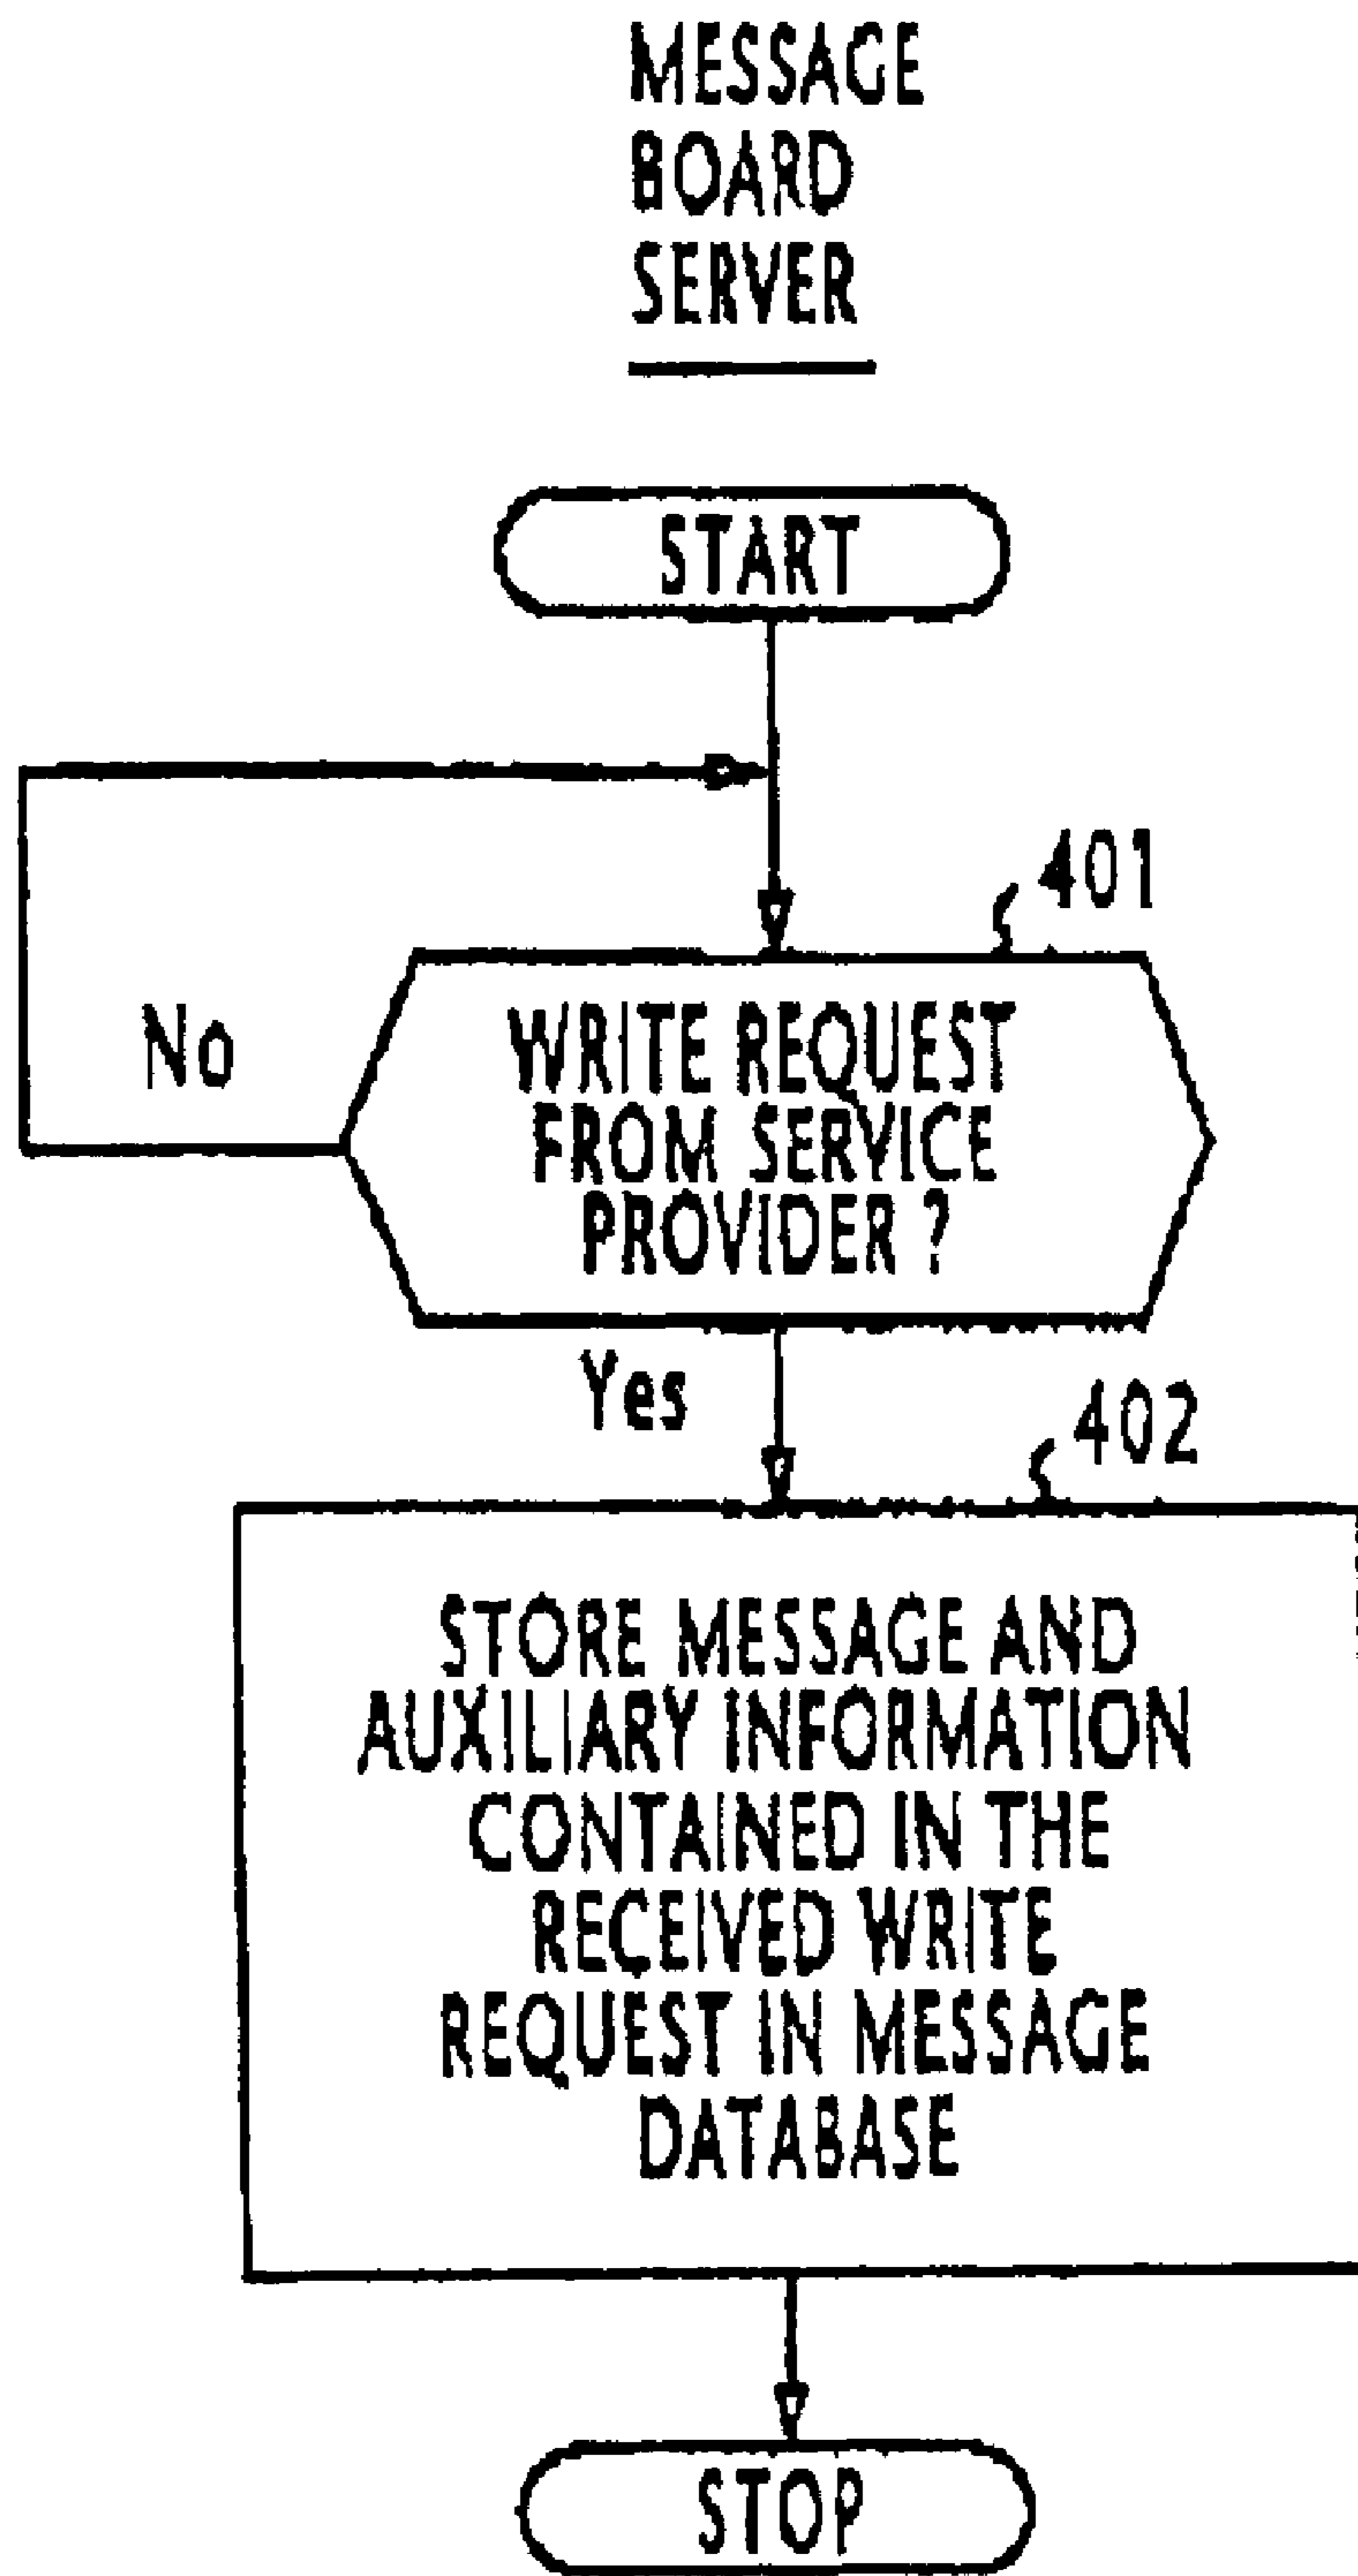 MESSAGE
BOARD
SERVER
START
401
No
WRITE REQUEST
FROM SERVICE
PROVIDER ?
Yes
402
STORE MESSAGE AND
AUXILIARY INFORMATION
CONTAINED IN THE
RECEIVED WRITE
REQUEST IN MESSAGE
DATABASE
STOP